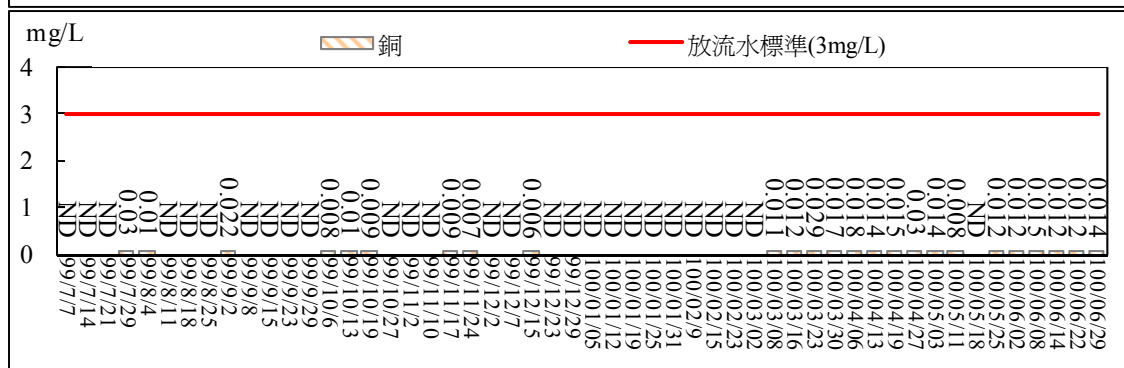 mg/L
銅
放流水標準(3mg/L)
4
3
2
1
0
ND
ND
ND
0.03
0.01
ND
ND
ND
0.022
ND
ND
ND
ND
0.008
0.01
0.009
ND
ND
ND
0.009
0.007
ND
ND
0.006
ND
ND
ND
ND
ND
ND
ND
ND
ND
ND
ND
0.011
0.012
0.029
0.017
0.018
0.014
0.015
0.03
0.014
0.008
ND
0.012
0.012
0.015
0.012
0.012
0.014
99/7/7
99/7/14
99/7/21
99/7/29
99/8/4
99/8/11
99/8/18
99/8/25
99/9/2
99/9/8
99/9/15
99/9/23
99/9/29
99/10/6
99/10/13
99/10/19
99/10/27
99/11/2
99/11/10
99/11/17
99/11/24
99/12/2
99/12/7
99/12/15
99/12/23
99/12/29
100/01/05
100/01/12
100/01/19
100/01/25
100/01/31
100/02/9
100/02/15
100/02/23
100/03/02
100/03/08
100/03/16
100/03/23
100/03/30
100/04/06
100/04/13
100/04/19
100/04/27
100/05/03
100/05/11
100/05/18
100/05/25
100/06/02
100/06/08
100/06/14
100/06/22
100/06/29